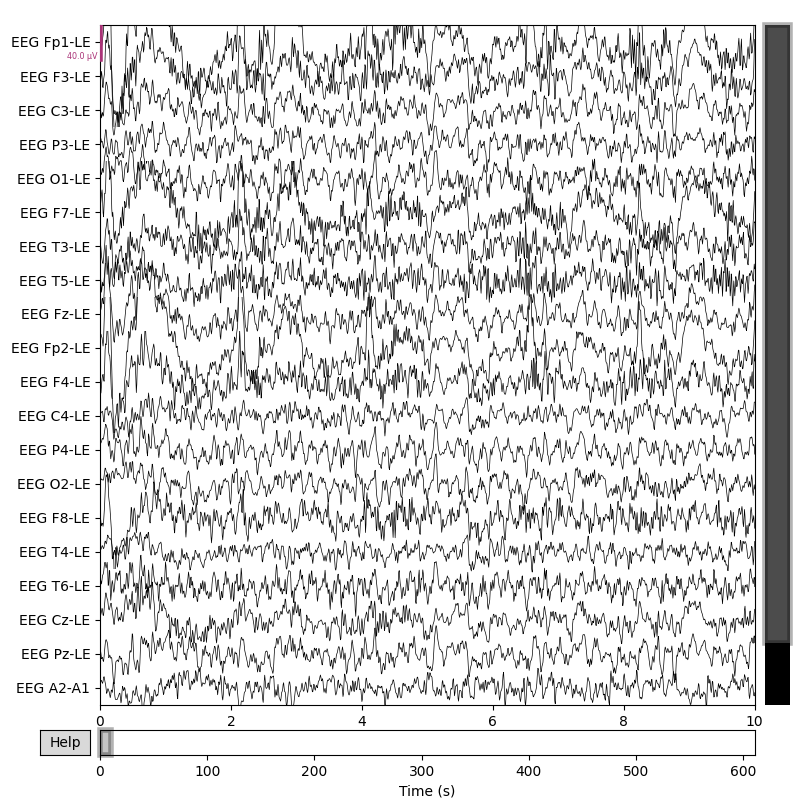 EEG Fp1-LE
40.0 µV
EEG F3-LE
EEG C3-LE
EEG P3-LE
EEG O1-LE
EEG F7-LE
EEG T3-LE
EEG T5-LE
EEG Fz-LE
EEG Fp2-LE
EEG F4-LE
EEG C4-LE
EEG P4-LE
EEG O2-LE
EEG F8-LE
EEG T4-LE
EEG T6-LE
EEG Cz-LE
EEG Pz-LE
EEG A2-A1
0 2 4 6 8 10
Help
0 100 200 300 400 500 600
Time (s)